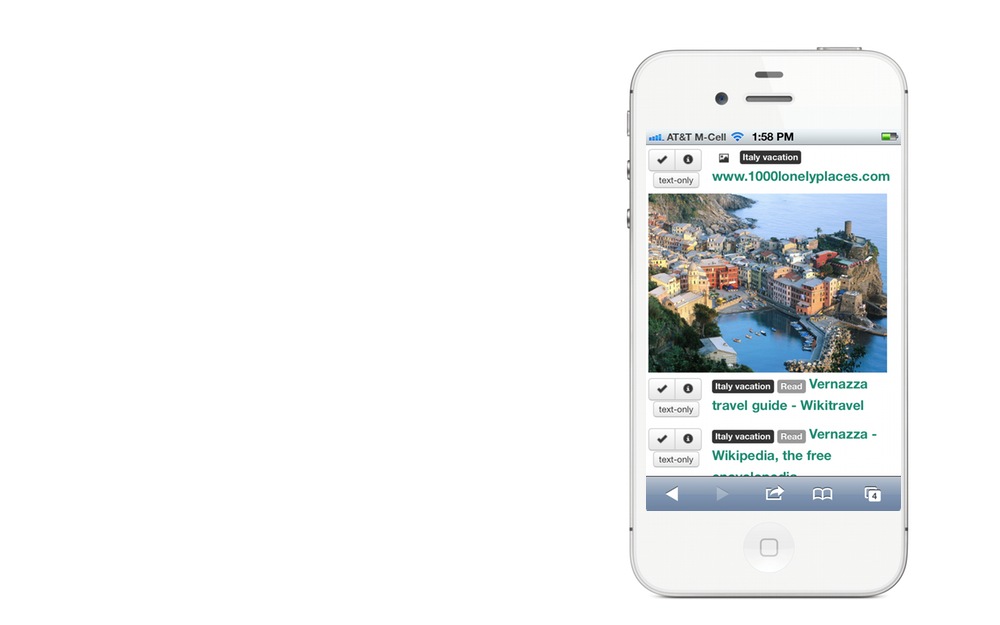 AT&T M-Cell 1:58 PM
Italy vacation
www.1000lonelyplaces.com
text-only
Italy vacation Read Vernazza
travel guide - Wikitravel
text-only
Italy vacation Read Vernazza -
Wikipedia, the free
text-only
encyclopedia
4